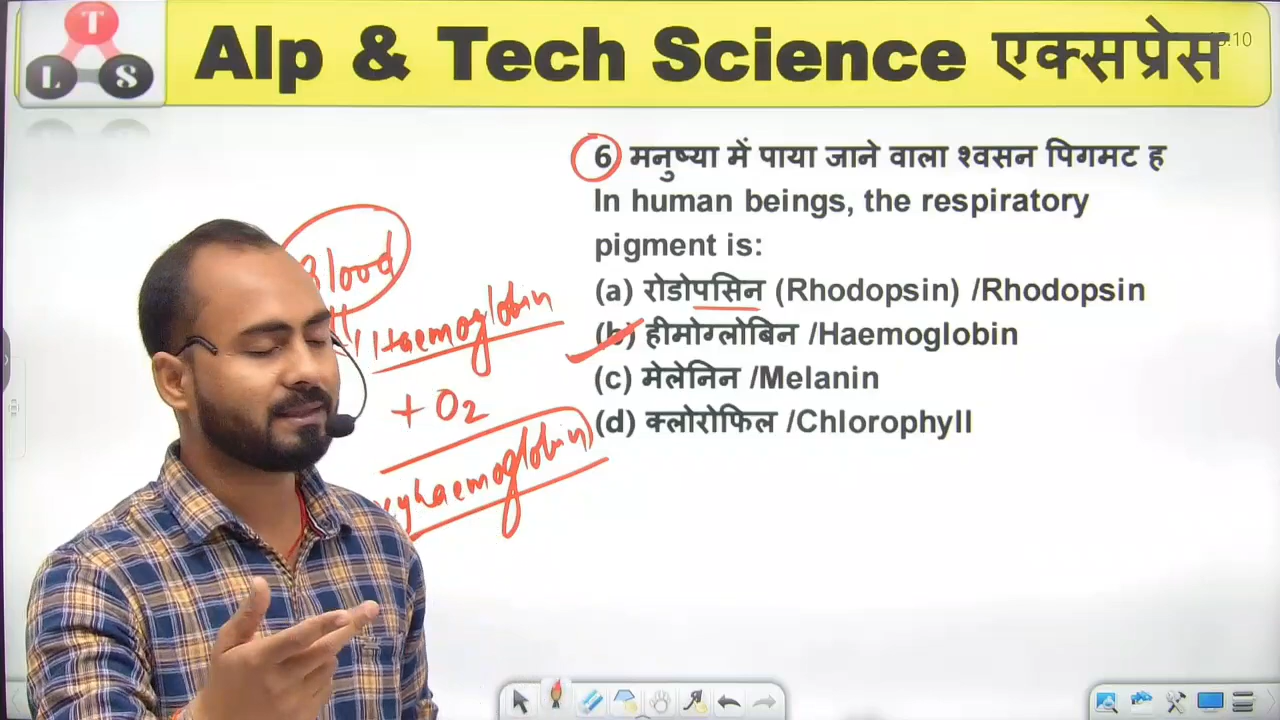 T
L S
Alp & Tech Science एक्सप्रेस
6 मनुष्या में पाया जाने वाला श्वसन पिगमट ह
In human beings, the respiratory
pigment is:
(a) रोडोपसिन (Rhodopsin) /Rhodopsin
(b) हीमोग्लोबिन /Haemoglobin
(c) मेलेनिन /Melanin
(d) क्लोरोफिल /Chlorophyll
Blood
Haemoglobin
+ O2